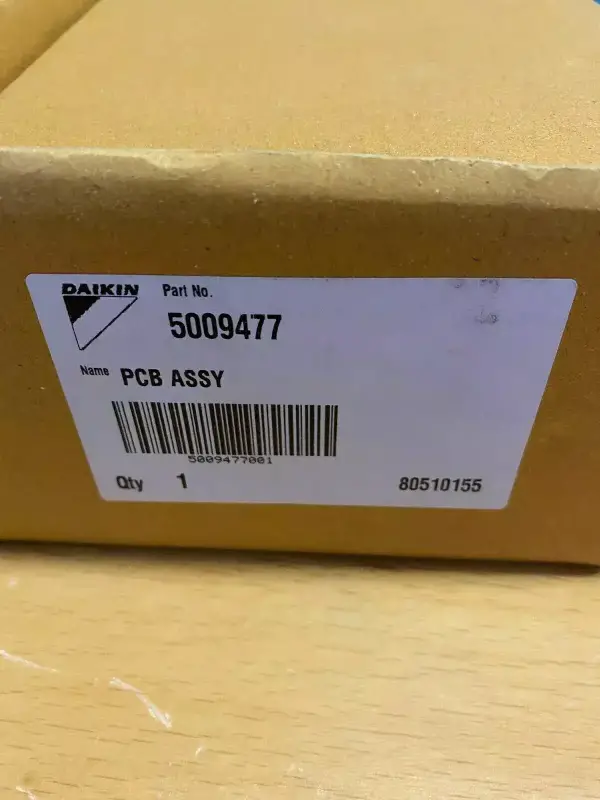 DAIKIN
Part No.
5009477
Name PCB ASSY
5009477001
Qty 1
80510155